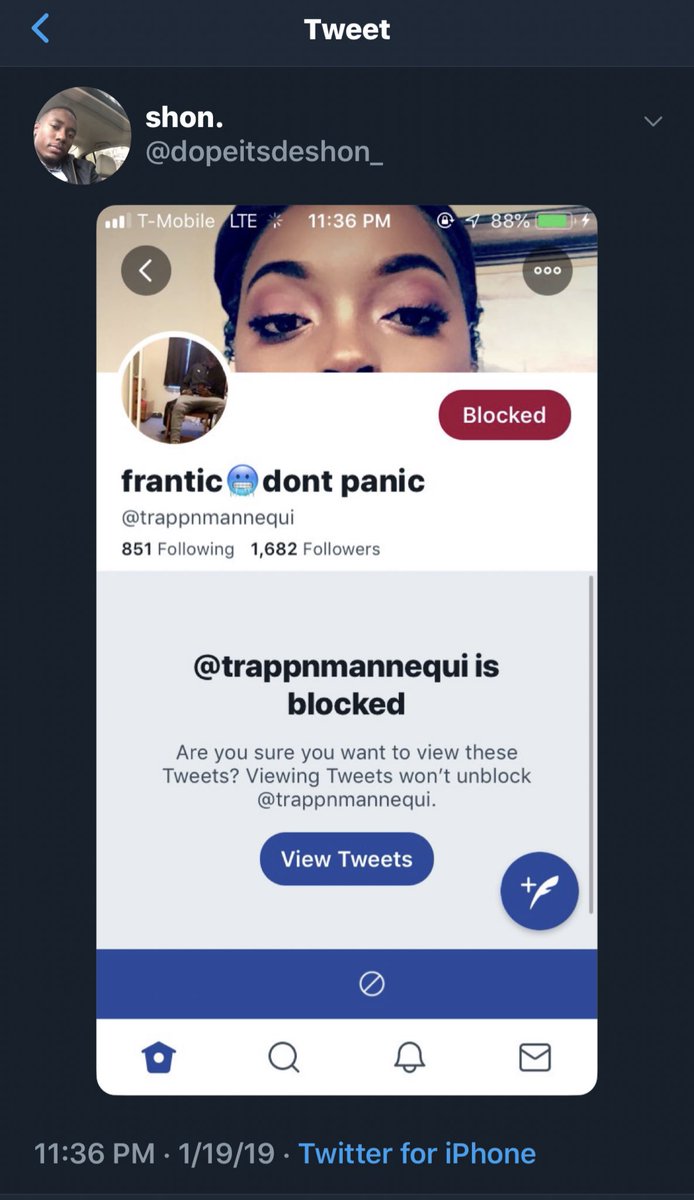 Tweet
shon.
@dopeitsdeshon_
T-Mobile LTE 11:36 PM 88%
Blocked
frantic🥶dont panic
@trappnmannequi
851 Following 1,682 Followers
@trappnmannequi is
blocked
Are you sure you want to view these
Tweets? Viewing Tweets won’t unblock
@trappnmannequi.
View Tweets
11:36 PM · 1/19/19 · Twitter for iPhone